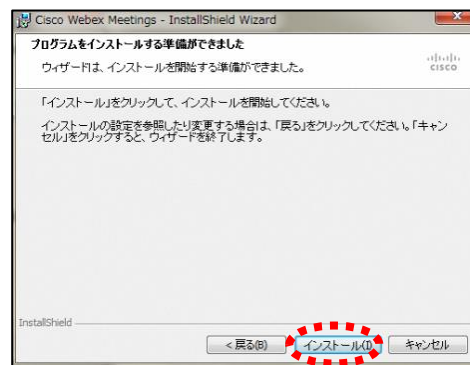 Cisco Webex Meetings - InstallShield Wizard
プログラムをインストールする準備ができました
ウィザードは、インストールを開始する準備ができました。
cisco
「インストール」をクリックして、インストールを開始してください。
インストールの設定を参照したり変更する場合は、「戻る」をクリックしてください。「キャン
セル」をクリックすると、ウィザードを終了します。
InstallShield
< 戻る(B)
インストール(I)
キャンセル